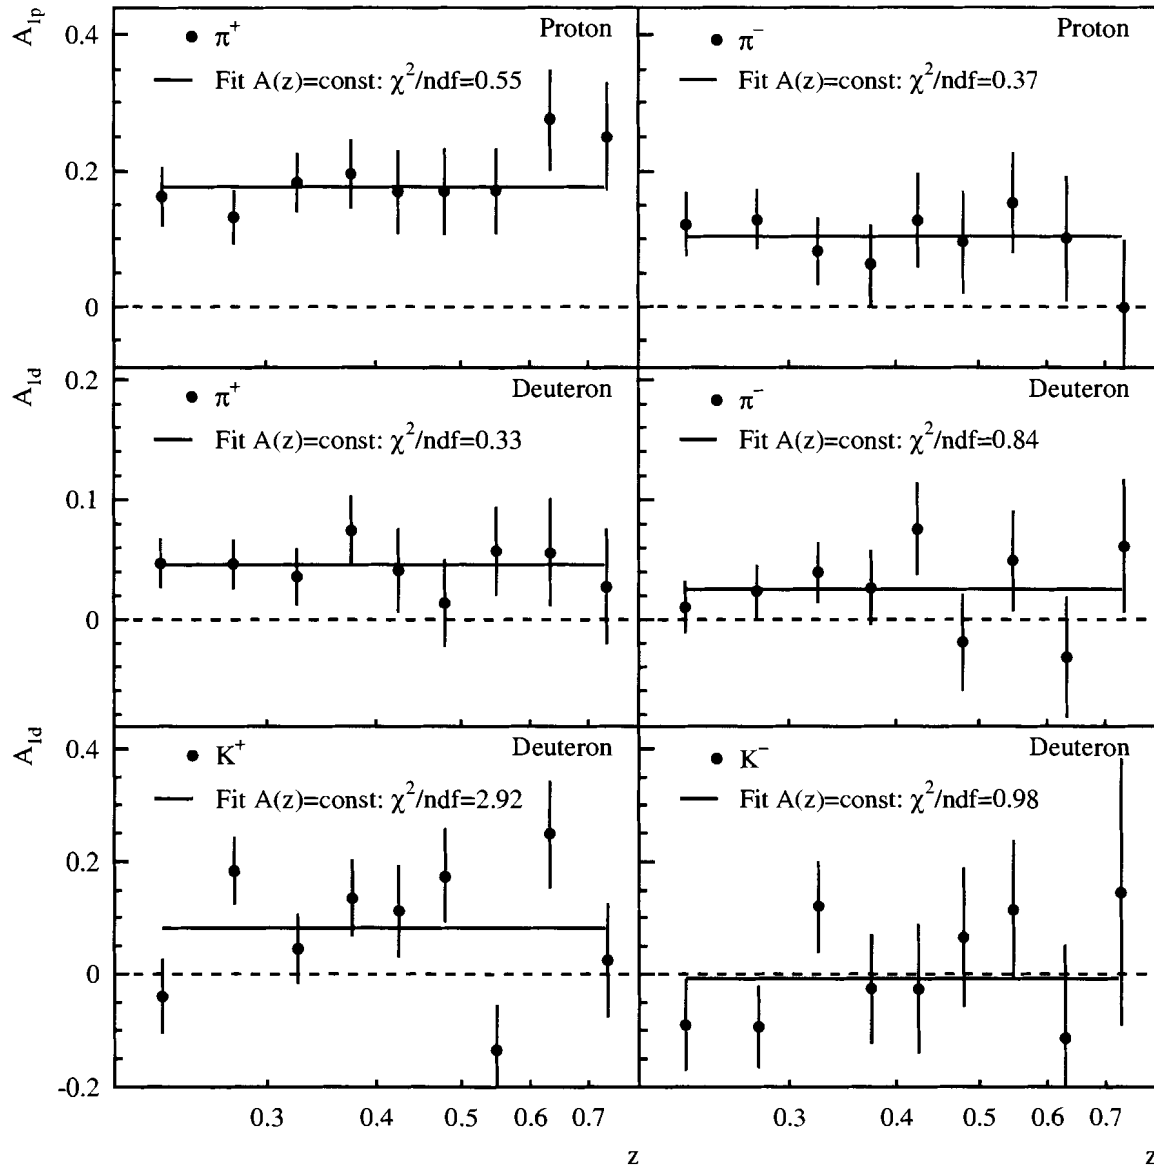 A₁ₚ
0.4
0.2
0
π⁺
Proton
Fit A(z)=const: χ²/ndf=0.55
π⁻
Proton
Fit A(z)=const: χ²/ndf=0.37
A₁d
0.2
0.1
0
π⁺
Deuteron
Fit A(z)=const: χ²/ndf=0.33
π⁻
Deuteron
Fit A(z)=const: χ²/ndf=0.84
A₁d
0.4
0.2
0
-0.2
K⁺
Deuteron
Fit A(z)=const: χ²/ndf=2.92
K⁻
Deuteron
Fit A(z)=const: χ²/ndf=0.98
0.3 0.4 0.5 0.6 0.7
z
0.3 0.4 0.5 0.6 0.7
z